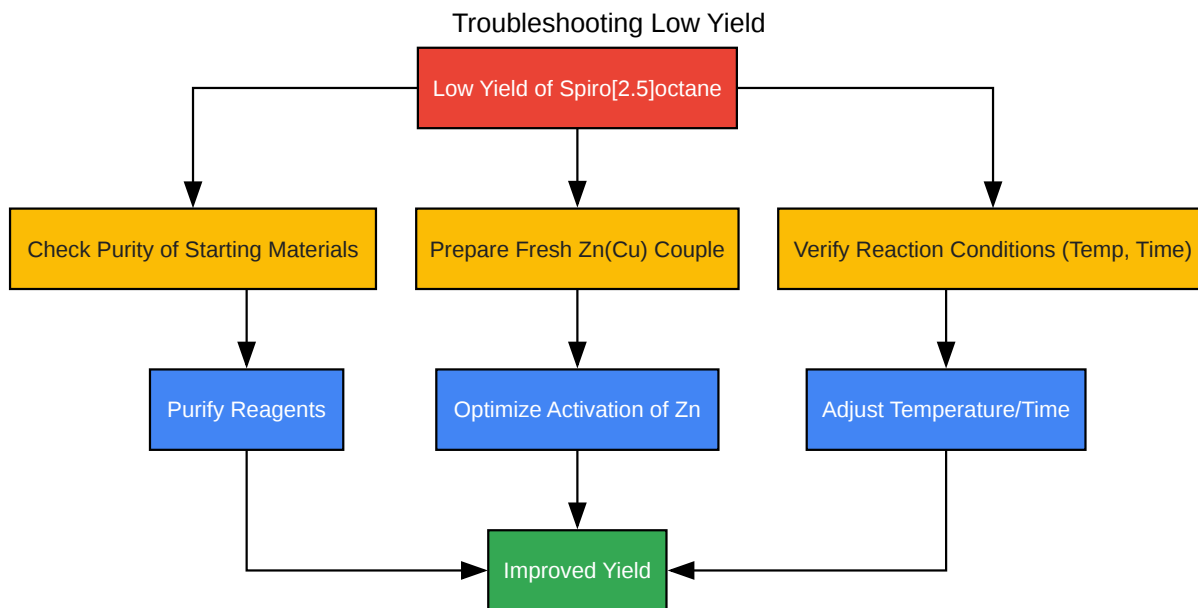 Troubleshooting Low Yield
Low Yield of Spiro[2.5]octane
Check Purity of Starting Materials
Prepare Fresh Zn(Cu) Couple
Verify Reaction Conditions (Temp, Time)
Purify Reagents
Optimize Activation of Zn
Adjust Temperature/Time
Improved Yield